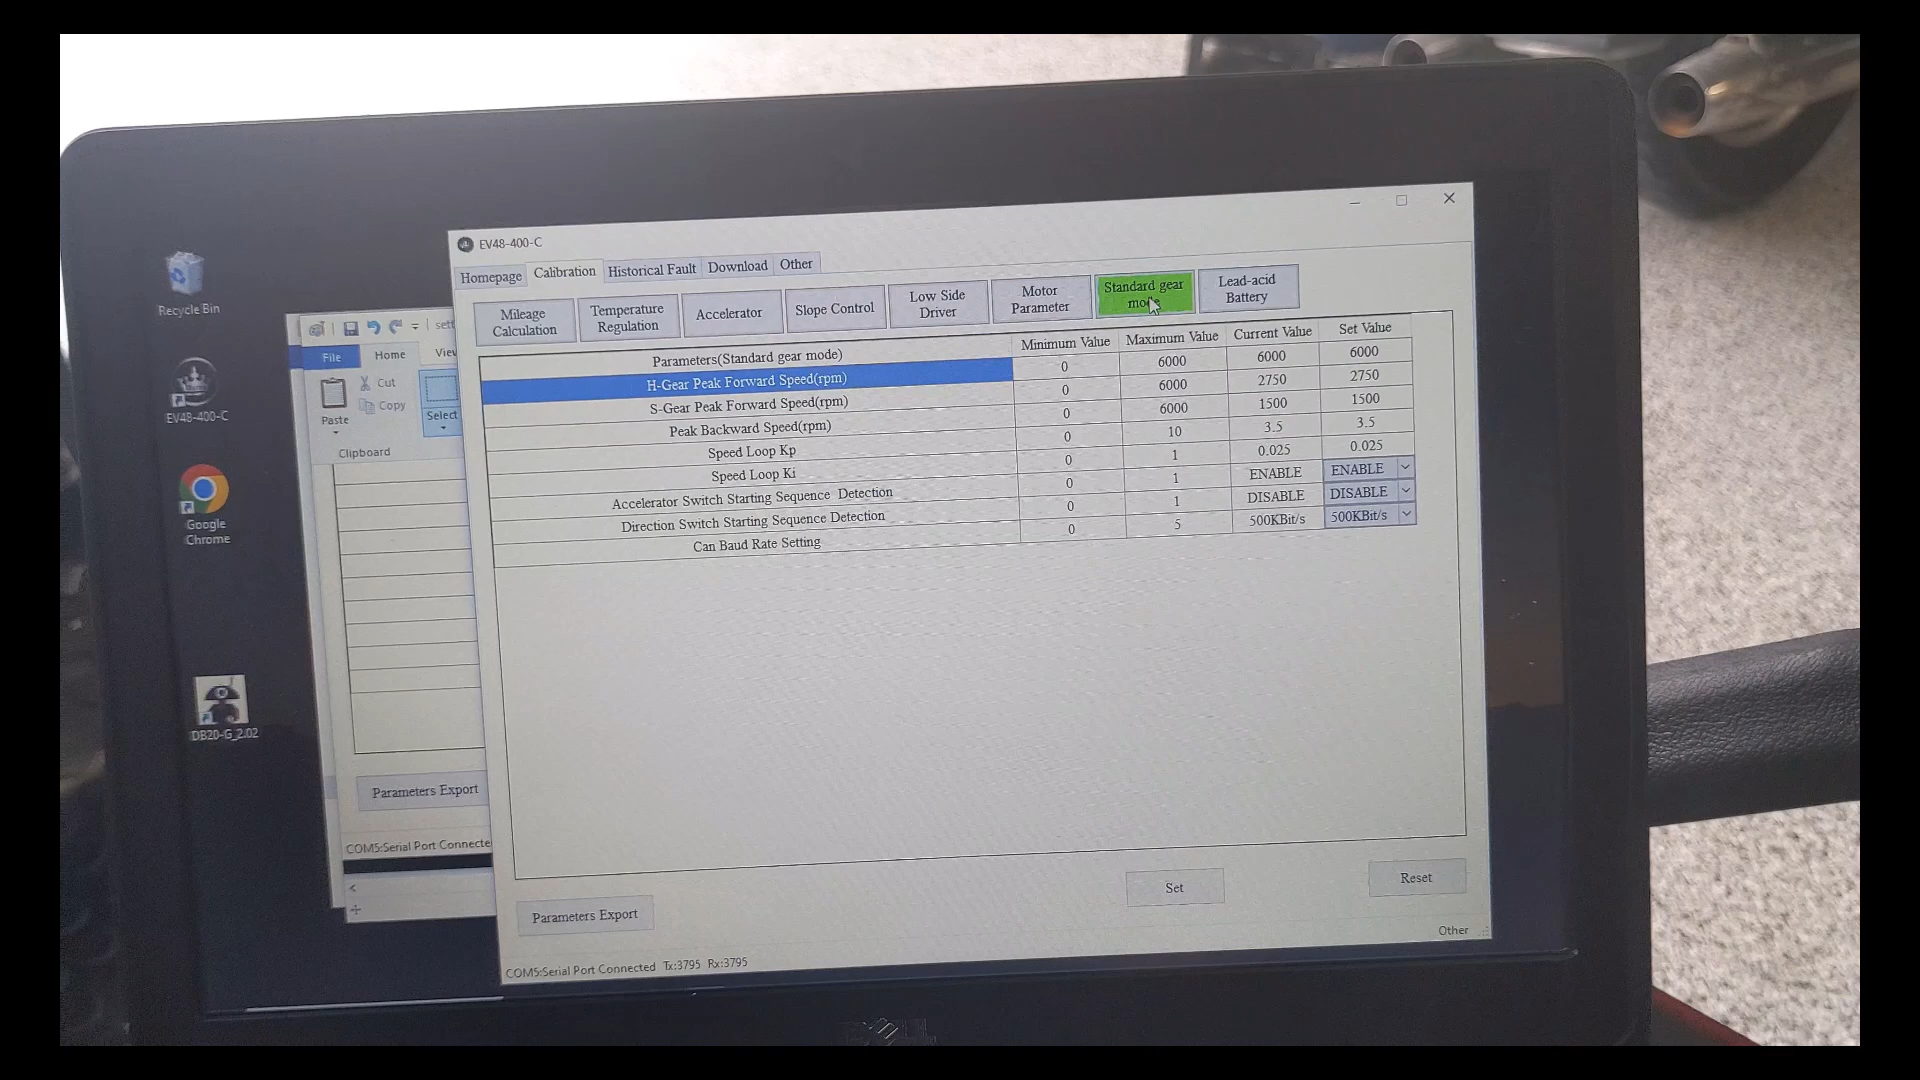 Recycle Bin
EV48-400-C
Google
Chrome
DB20-G_2.02
sett
File
Home
View
Cut
Copy
Paste
Select
Clipboard
Parameters Export
COM5:Serial Port Connecte
EV48-400-C
Homepage Calibration Historical Fault Download Other
Mileage
Calculation
Temperature
Regulation
Accelerator
Slope Control
Low Side
Driver
Motor
Parameter
Standard gear
mode
Lead-acid
Battery
Parameters(Standard gear mode) Minimum Value Maximum Value Current Value Set Value
H-Gear Peak Forward Speed(rpm) 0 6000 6000 6000
S-Gear Peak Forward Speed(rpm) 0 6000 2750 2750
Peak Backward Speed(rpm) 0 6000 1500 1500
Speed Loop Kp 0 10 3.5 3.5
Speed Loop Ki 0 1 0.025 0.025
Accelerator Switch Starting Sequence Detection 0 1 ENABLE ENABLE
Direction Switch Starting Sequence Detection 0 1 DISABLE DISABLE
Can Baud Rate Setting 0 5 500KBit/s 500KBit/s
Parameters Export
Set
Reset
Other
COM5:Serial Port Connected Tx:3795 Rx:3795